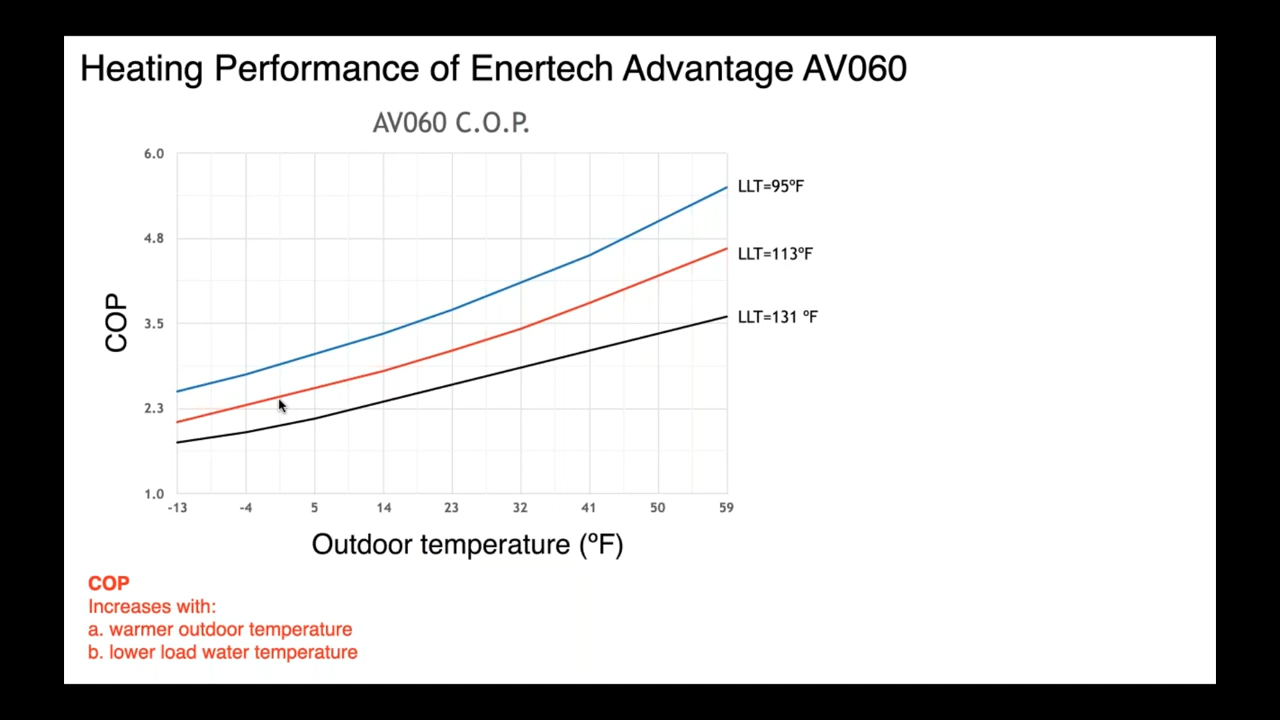 Heating Performance of Enertech Advantage AV060
AV060 C.O.P.
6.0
4.8
3.5
2.3
1.0
COP
LLT=95ºF
LLT=113ºF
LLT=131 ºF
-13 -4 5 14 23 32 41 50 59
Outdoor temperature (ºF)
COP
Increases with:
a. warmer outdoor temperature
b. lower load water temperature